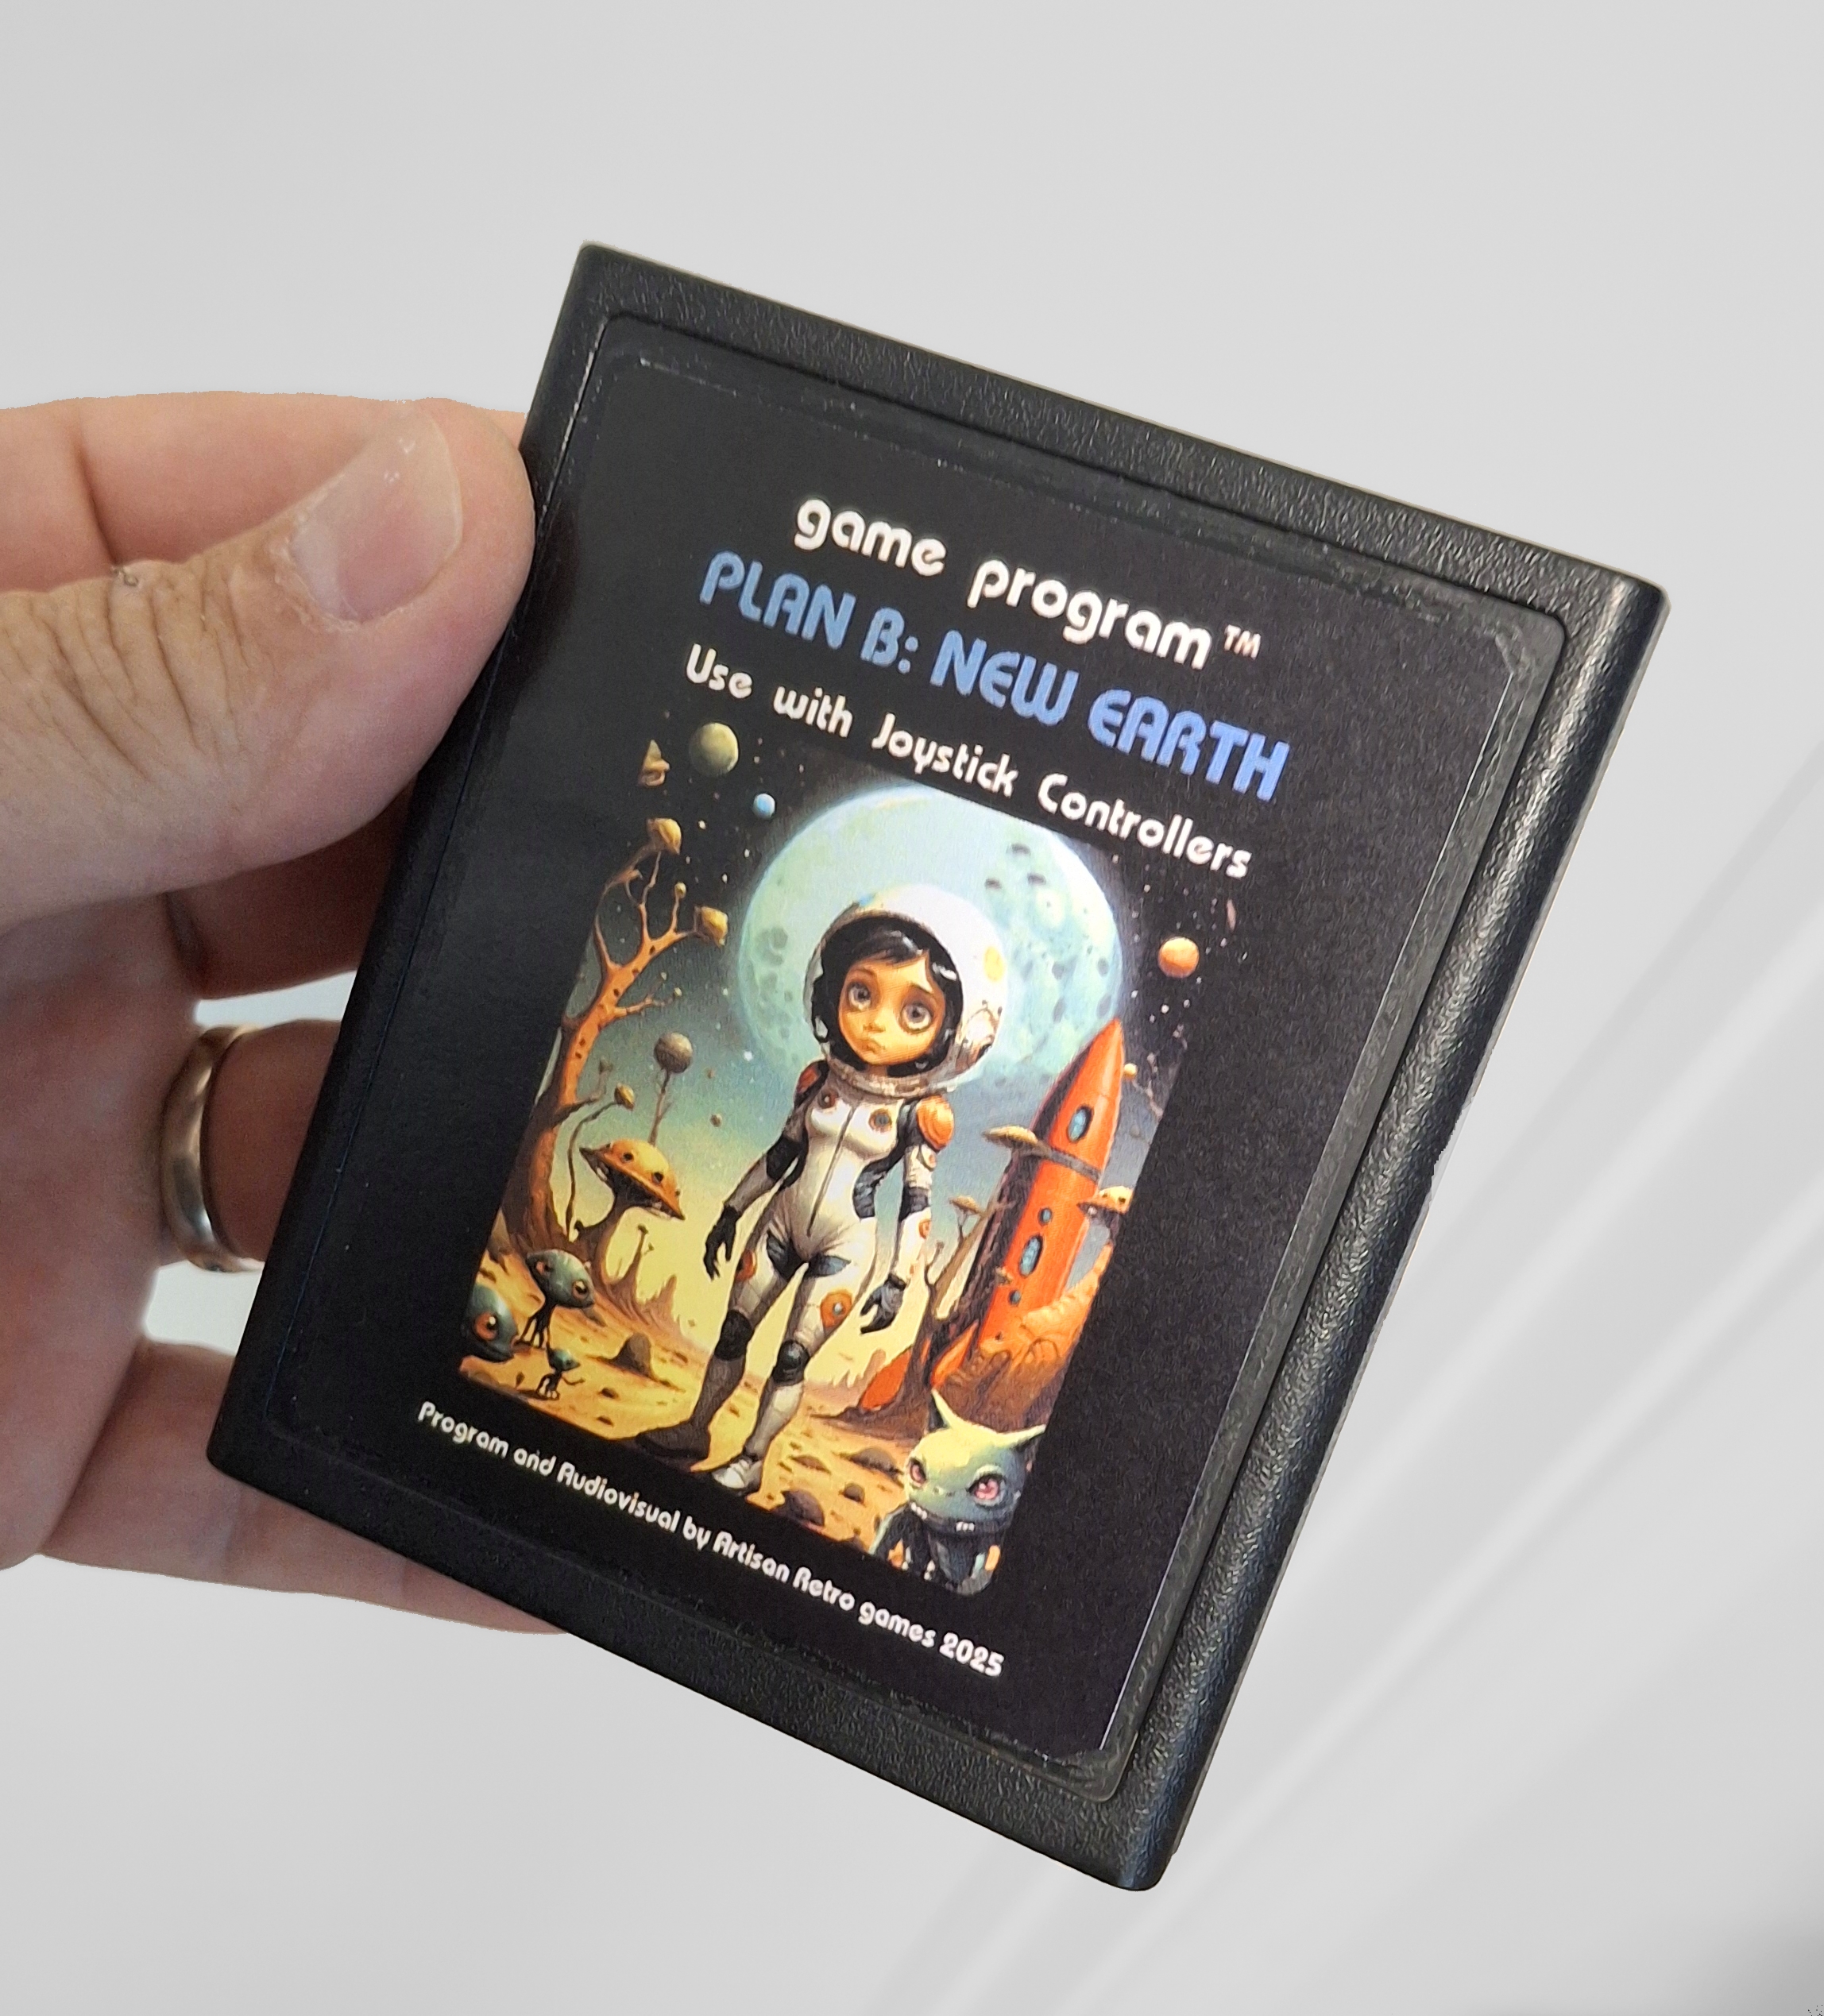 game program™
PLAN B: NEW EARTH
Use with Joystick Controllers
Program and Audiovisual by Artisan Retro games 2025